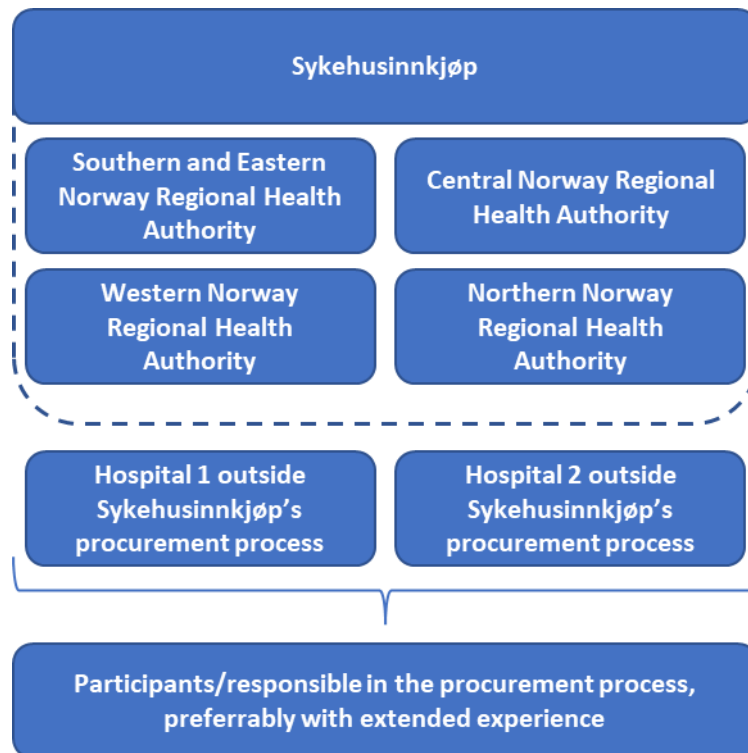 Sykehusinnkjøp
Southern and Eastern
Norway Regional Health
Authority
Central Norway Regional
Health Authority
Western Norway
Regional Health
Authority
Northern Norway
Regional Health
Authority
Hospital 1 outside
Sykehusinnkjøp’s
procurement process
Hospital 2 outside
Sykehusinnkjøp’s
procurement process
Participants/responsible in the procurement process,
preferrably with extended experience